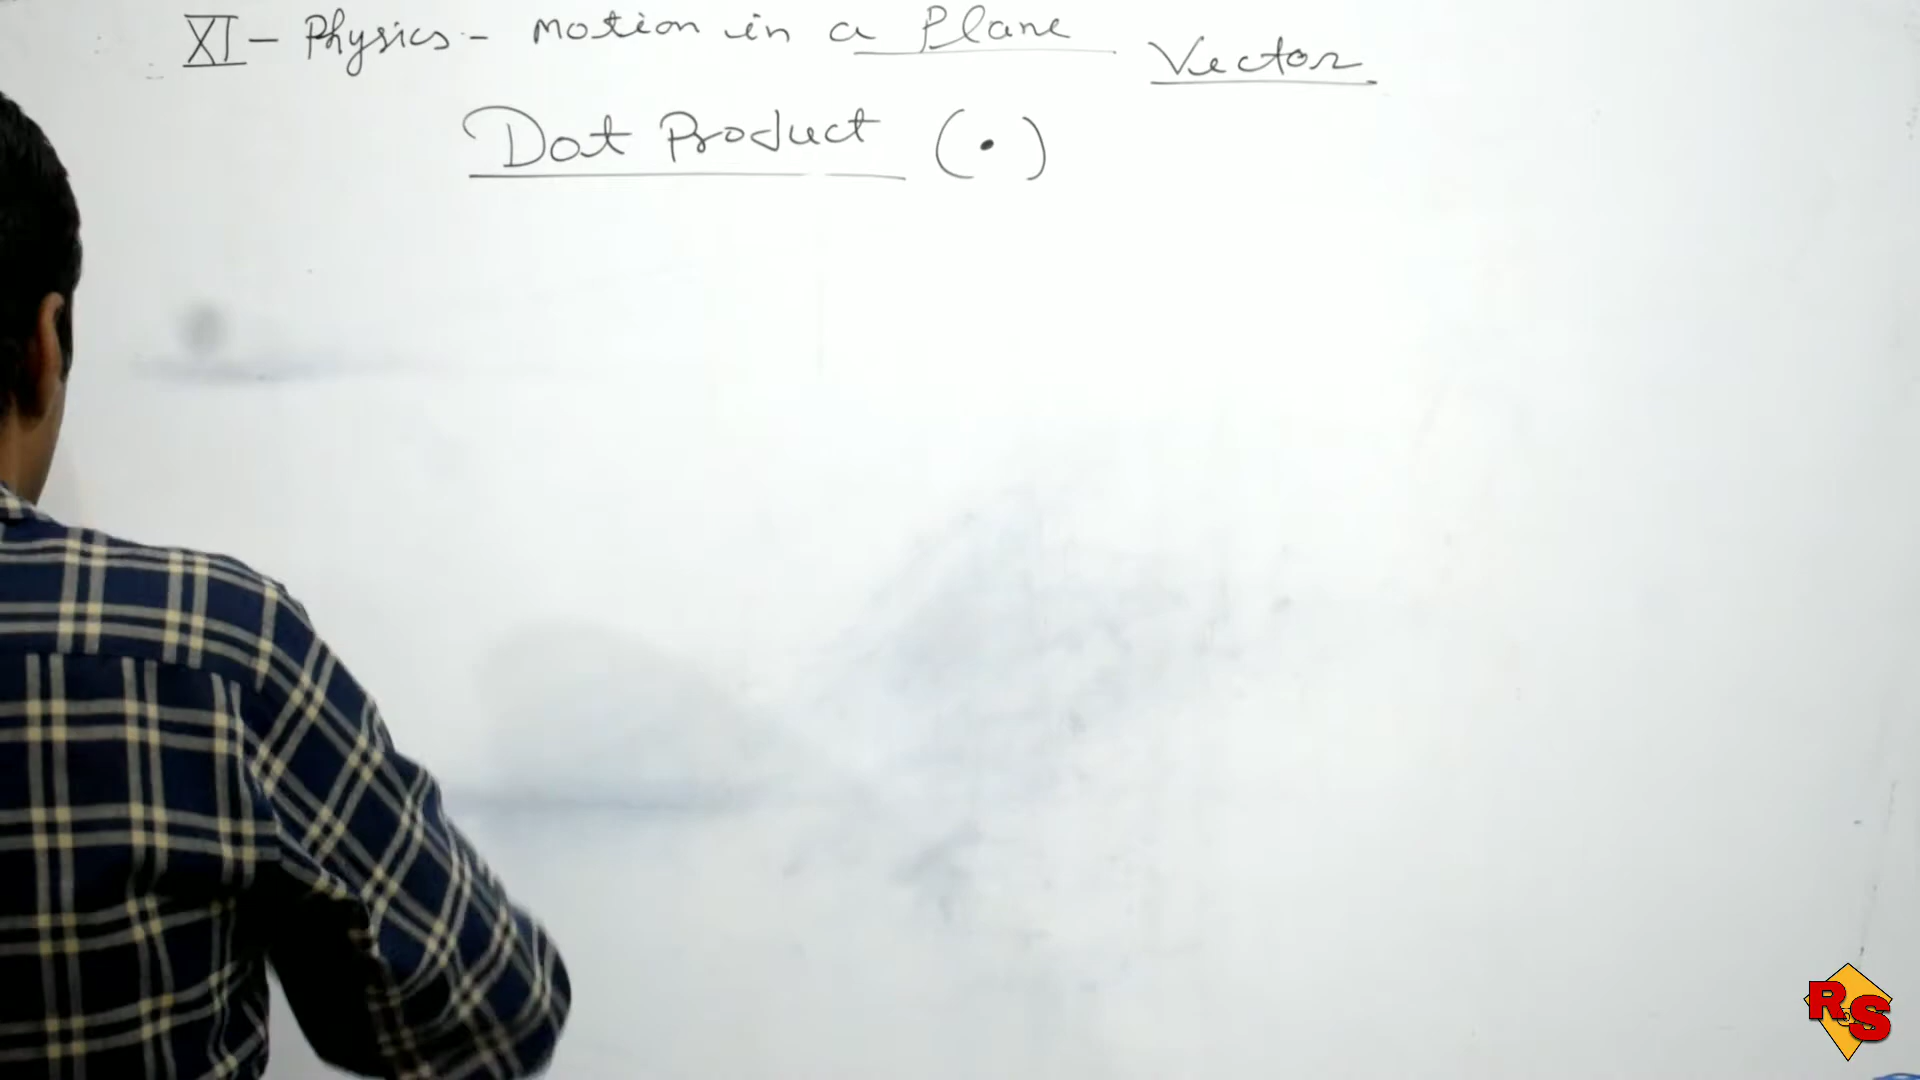 XI - Physics - Motion in a Plane
Vector
Dot Product (•)
RS